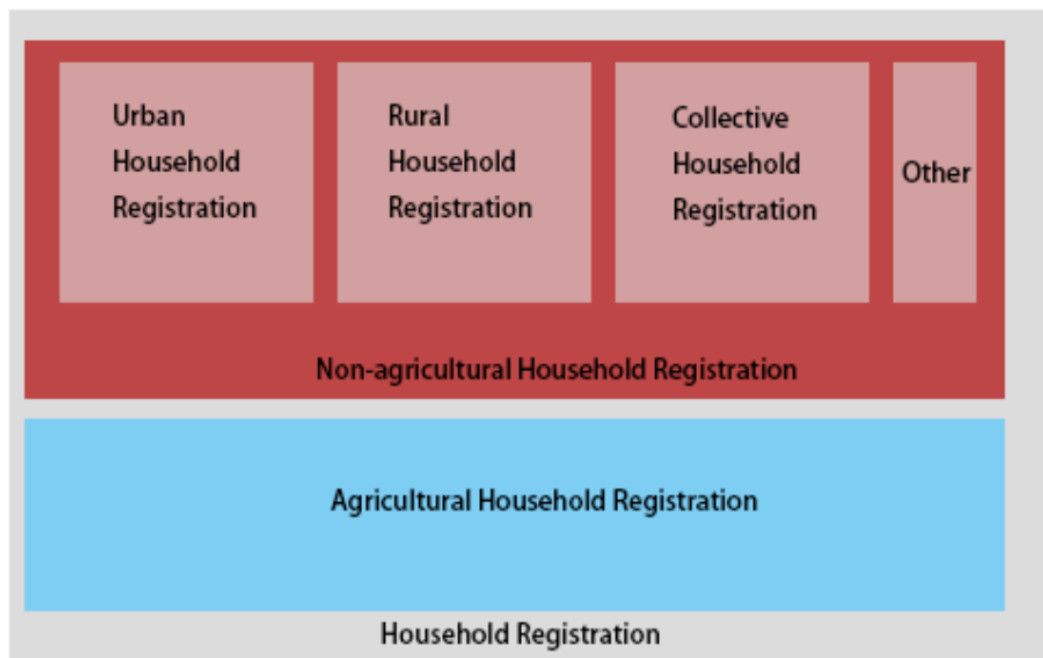 Urban
Household
Registration
Rural
Household
Registration
Collective
Household
Registration
Other
Non-agricultural Household Registration
Agricultural Household Registration
Household Registration